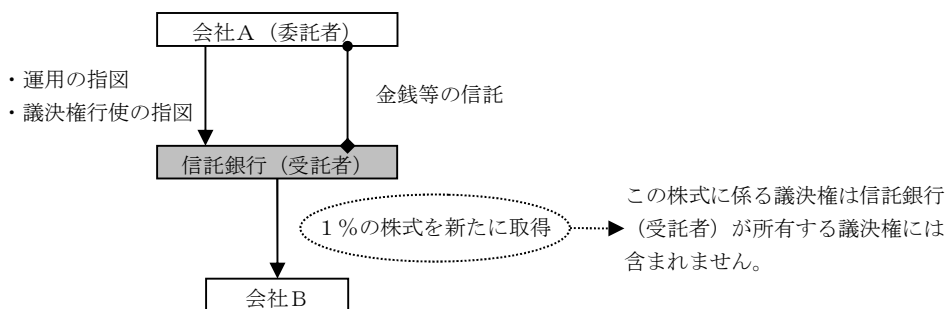 会社A（委託者）
・運用の指図
・議決権行使の指図
金銭等の信託
信託銀行（受託者）
1％の株式を新たに取得
この株式に係る議決権は信託銀行
（受託者）が所有する議決権には
含まれません。
会社B